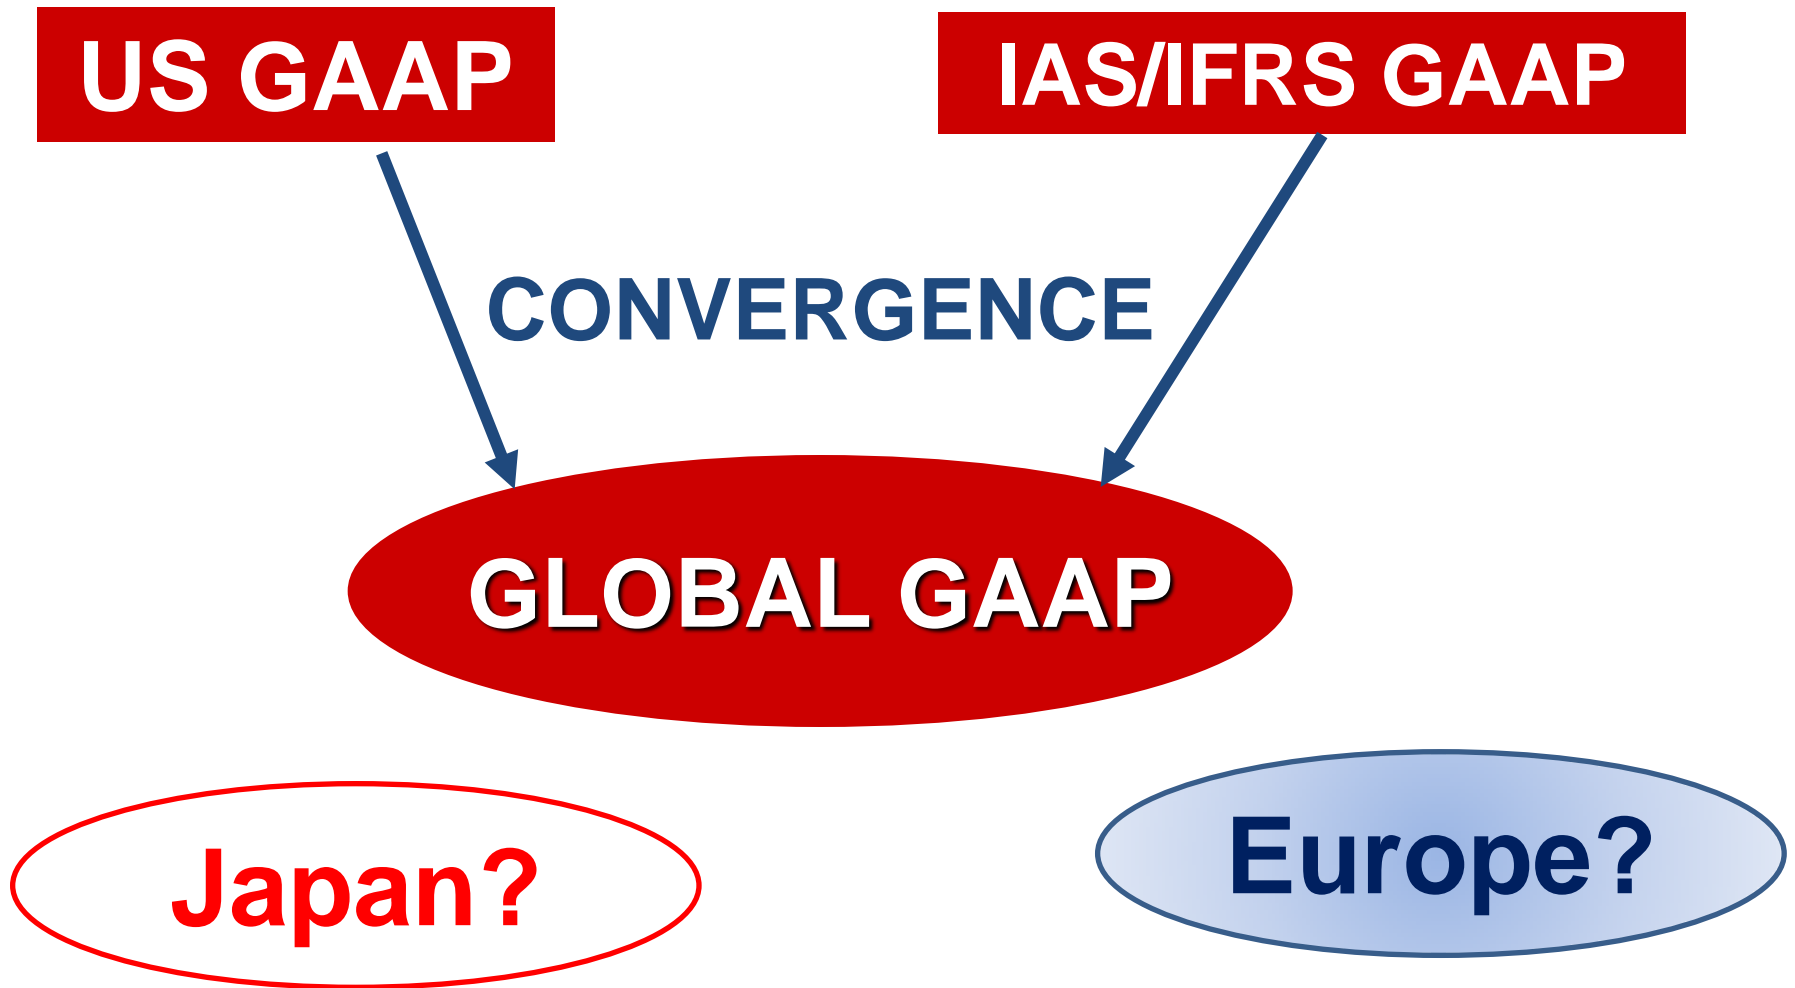 US GAAP
IAS/IFRS GAAP
CONVERGENCE
GLOBAL GAAP
Japan?
Europe?